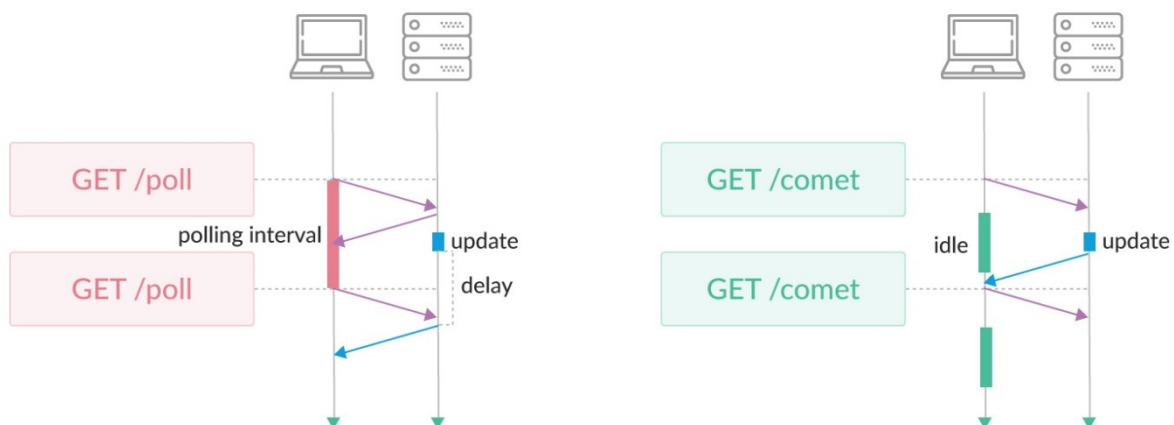 GET /poll
polling interval
update
GET /poll
delay
GET /comet
idle
update
GET /comet